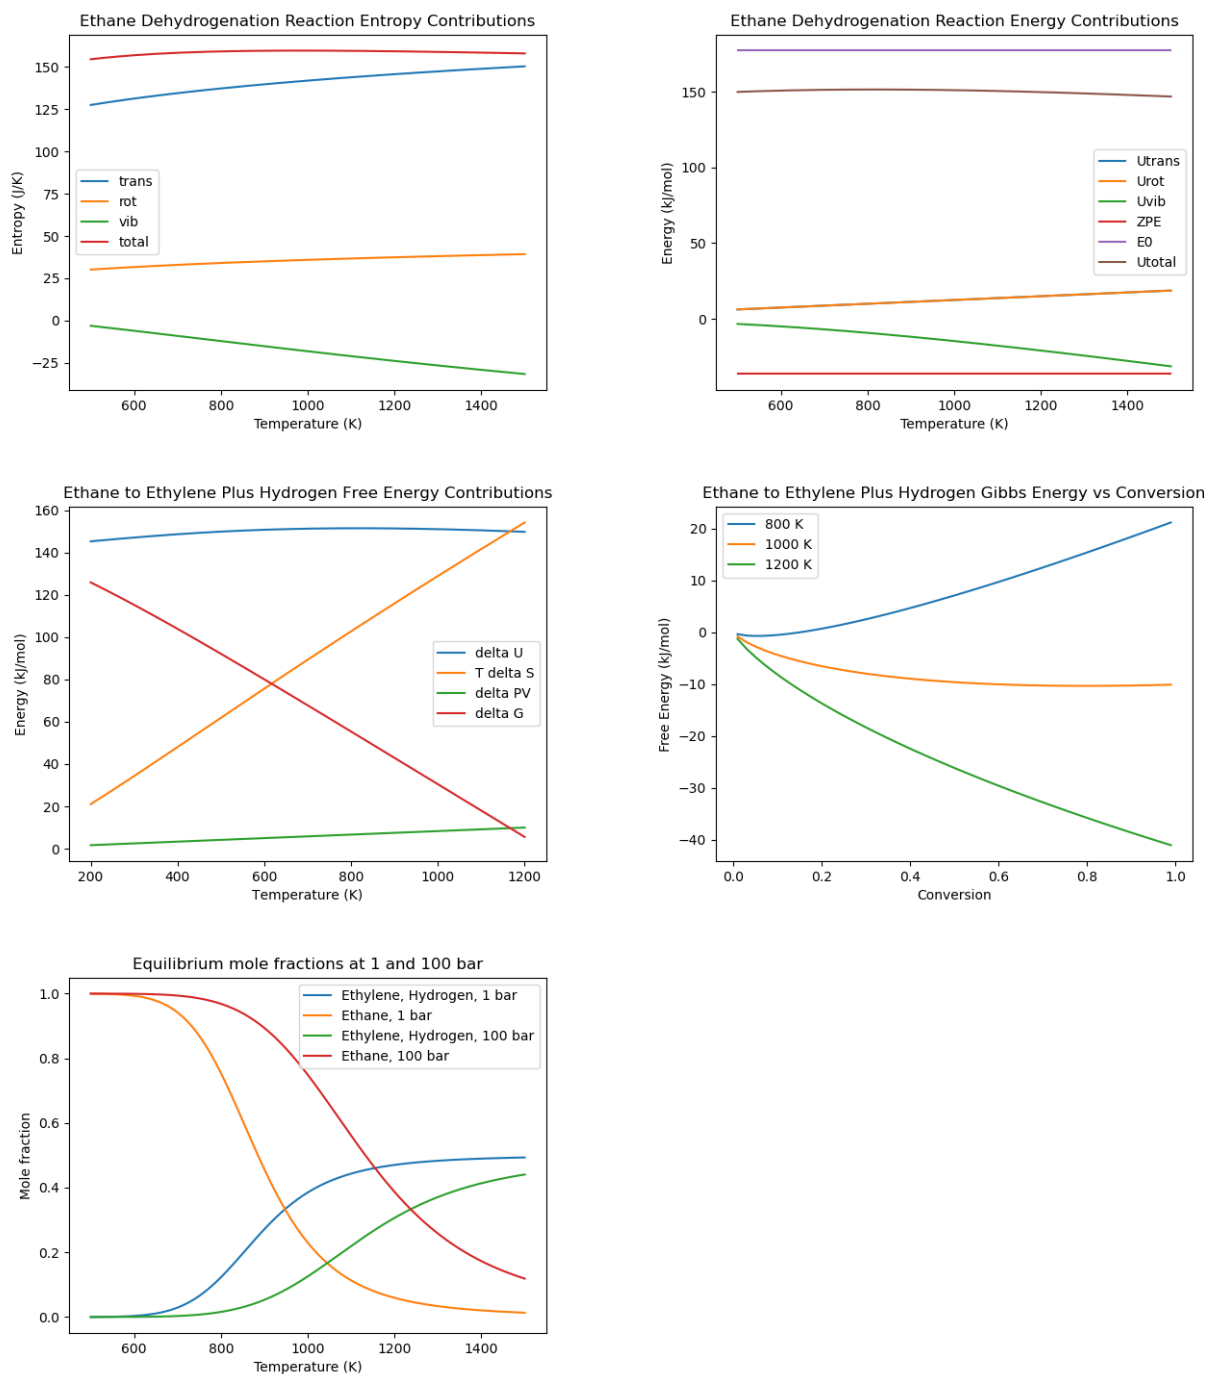 Ethane Dehydrogenation Reaction Entropy Contributions
Entropy (J/K)
150
125
100
75
50
25
0
−25
trans
rot
vib
total
600 800 1000 1200 1400
Temperature (K)
Ethane Dehydrogenation Reaction Energy Contributions
Energy (kJ/mol)
150
100
50
0
Utrans
Urot
Uvib
ZPE
E0
Utotal
600 800 1000 1200 1400
Temperature (K)
Ethane to Ethylene Plus Hydrogen Free Energy Contributions
Energy (kJ/mol)
160
140
120
100
80
60
40
20
0
delta U
T delta S
delta PV
delta G
200 400 600 800 1000 1200
Temperature (K)
Ethane to Ethylene Plus Hydrogen Gibbs Energy vs Conversion
Free Energy (kJ/mol)
20
10
0
−10
−20
−30
−40
800 K
1000 K
1200 K
0.0 0.2 0.4 0.6 0.8 1.0
Conversion
Equilibrium mole fractions at 1 and 100 bar
Mole fraction
1.0
0.8
0.6
0.4
0.2
0.0
Ethylene, Hydrogen, 1 bar
Ethane, 1 bar
Ethylene, Hydrogen, 100 bar
Ethane, 100 bar
600 800 1000 1200 1400
Temperature (K)